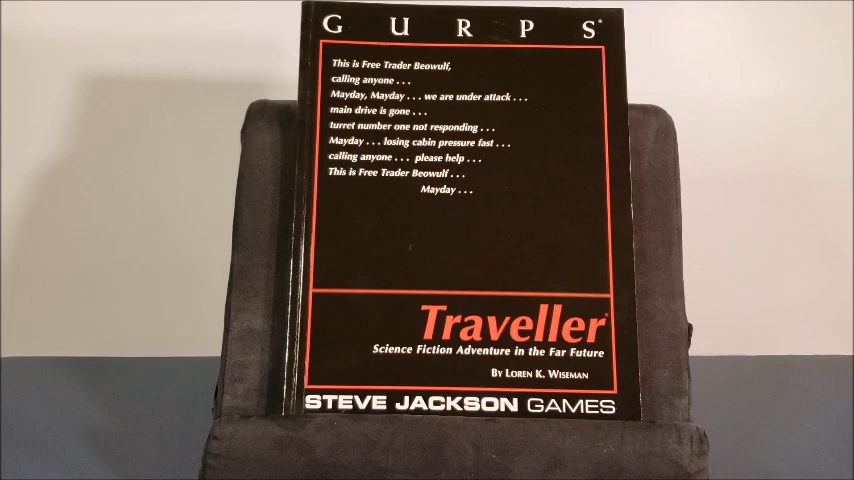 GURPS®
This is Free Trader Beowulf,
calling anyone . . .
Mayday, Mayday . . . we are under attack . . .
main drive is gone . . .
turret number one not responding . . .
Mayday . . . losing cabin pressure fast . . .
calling anyone . . . please help . . .
This is Free Trader Beowulf . . .
Mayday . . .
Traveller®
Science Fiction Adventure in the Far Future
By Loren K. Wiseman
STEVE JACKSON GAMES